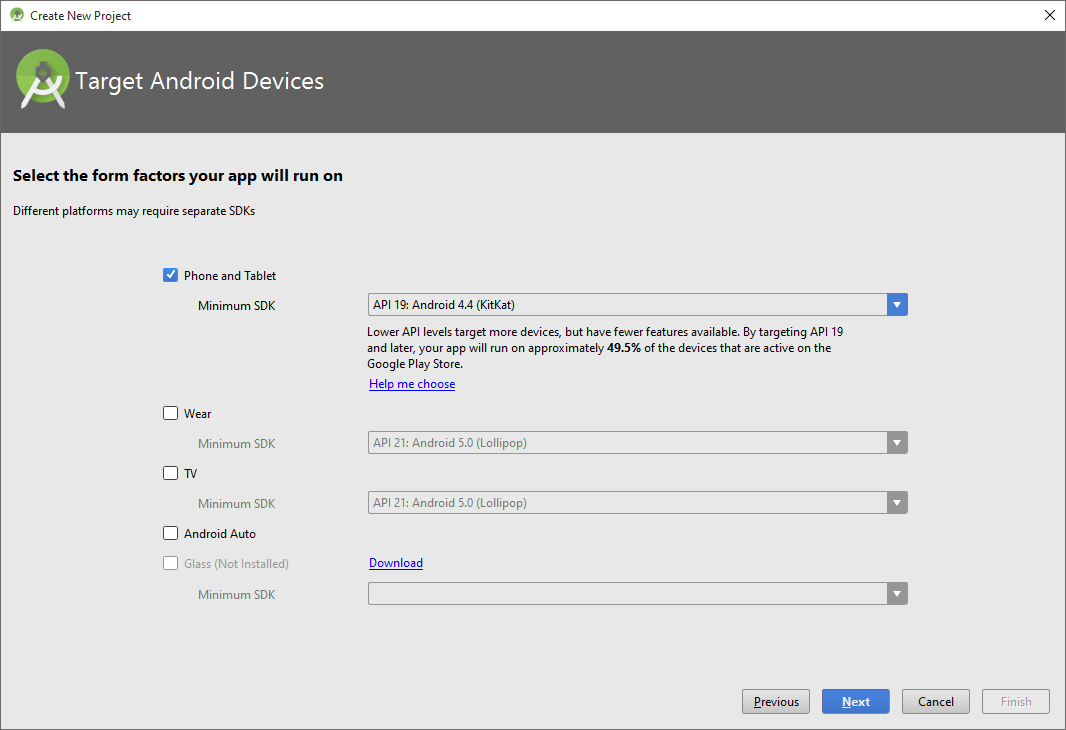 Create New Project
Target Android Devices
Select the form factors your app will run on
Different platforms may require separate SDKs
Phone and Tablet
Minimum SDK
API 19: Android 4.4 (KitKat)
Lower API levels target more devices, but have fewer features available. By targeting API 19
and later, your app will run on approximately 49.5% of the devices that are active on the
Google Play Store.
Help me choose
Wear
Minimum SDK
API 21: Android 5.0 (Lollipop)
TV
Minimum SDK
API 21: Android 5.0 (Lollipop)
Android Auto
Glass (Not Installed)
Download
Minimum SDK
Previous
Next
Cancel
Finish